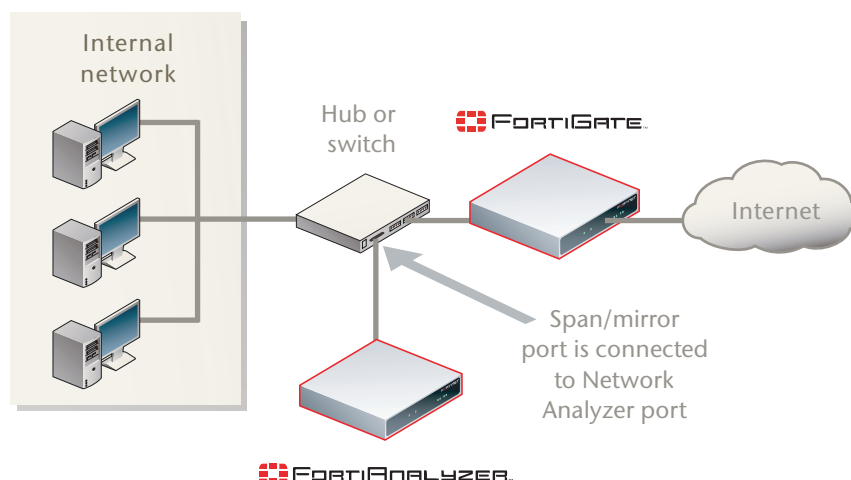 Internal
network
Hub or
switch
FORTIGATE
Internet
Span/mirror
port is connected
to Network
Analyzer port
FORTIANALYZER